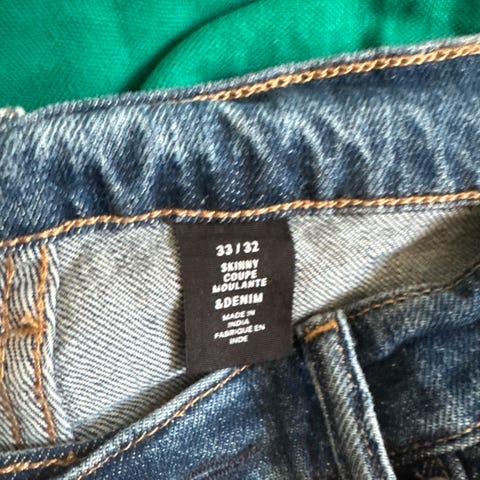 33 / 32
SKINNY
COUPE
MOULANTE
&DENIM
MADE IN
INDIA
FABRIQUÉ EN
INDE